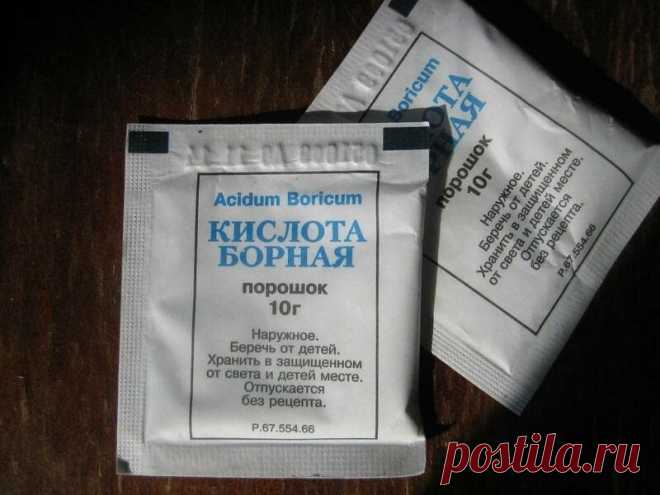 Acidum Boricum
КИСЛОТА
БОРНАЯ
порошок
10г
Наружное.
Беречь от детей.
Хранить в защищенном
от света и детей месте.
Отпускается
без рецепта.
Р.67.554.66
Boricum
ОТА
НАЯ
порошок
10г
Наружное.
Беречь от детей.
Хранить в защищенном
от света и детей месте.
Отпускается
без рецепта.
Р.67.554.66
postila.ru